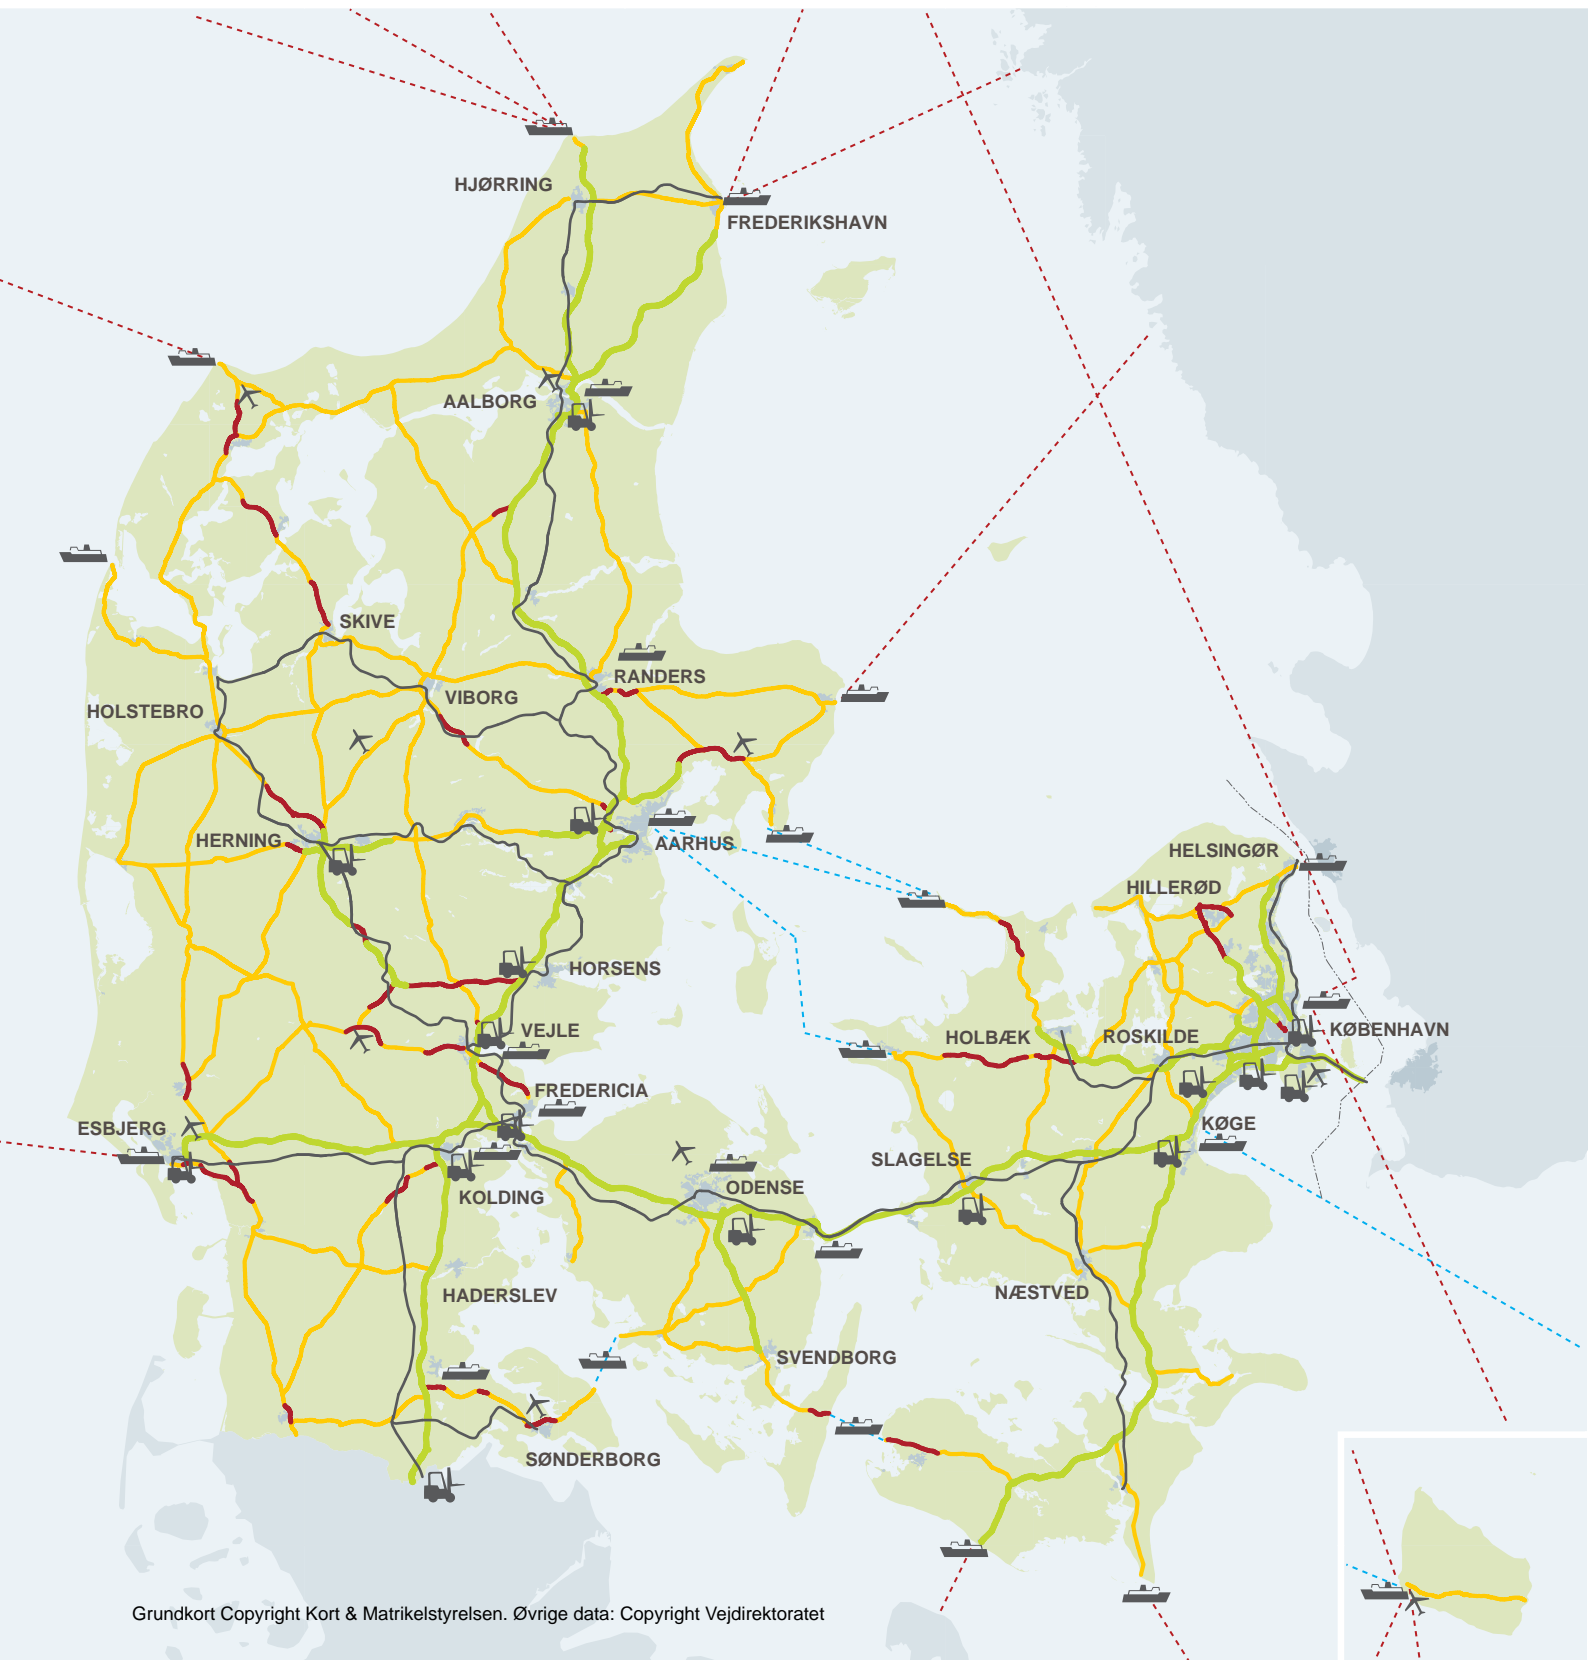 HJØRRING
FREDERIKSHAVN
AALBORG
SKIVE
RANDERS
VIBORG
HOLSTEBRO
HERNING
AARHUS
HELSINGØR
HILLERØD
HORSENS
VEJLE
HOLBÆK
ROSKILDE
KØBENHAVN
FREDERICIA
ESBJERG
KØGE
SLAGELSE
ODENSE
KOLDING
NÆSTVED
HADERSLEV
SVENDBORG
SØNDERBORG
Grundkort Copyright Kort & Matrikelstyrelsen. Øvrige data: Copyright Vejdirektoratet